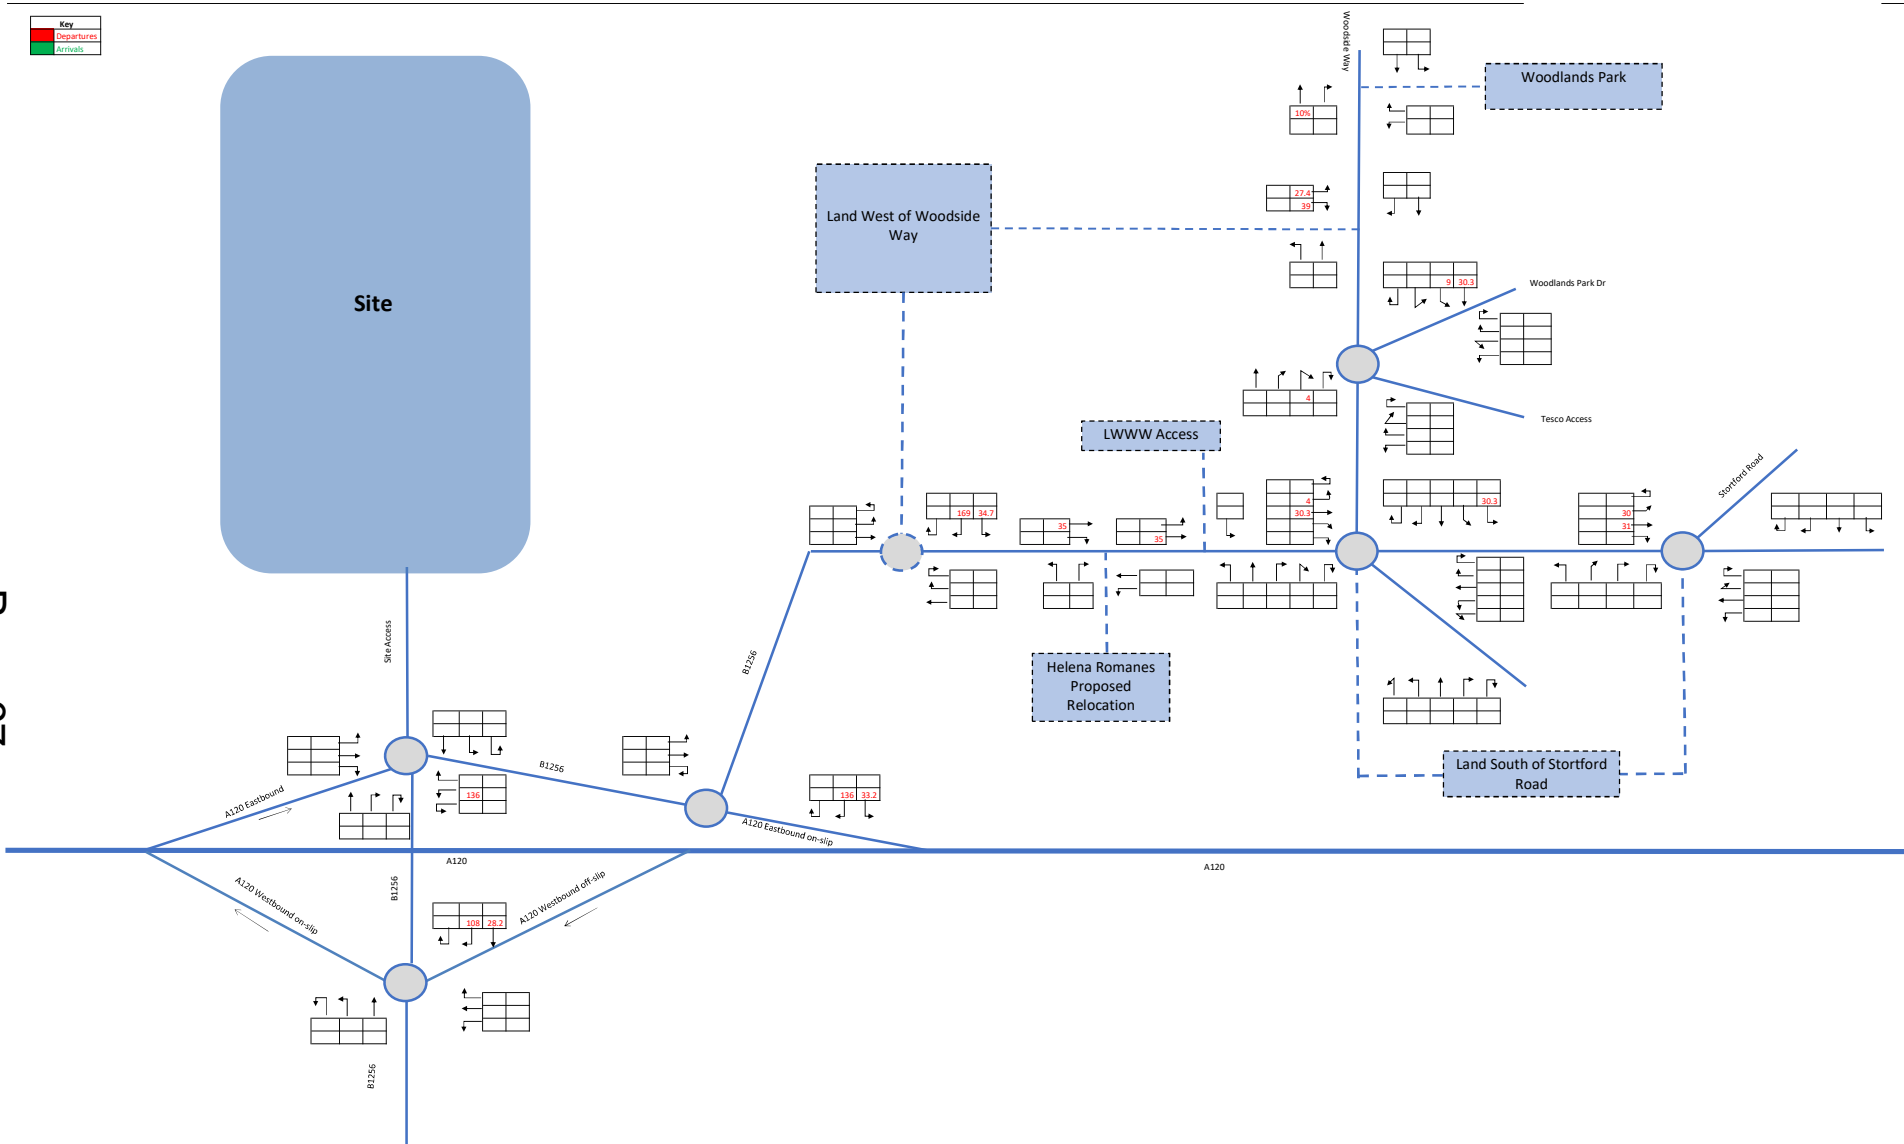 Key
Departures
Arrivals
Woodside Way
Woodlands Park
10%
Land West of Woodside
Way
27.4
39
Site
9 30.3
Woodlands Park Dr
4
Tesco Access
LWWW Access
Stortford Road
169 34.7
35
35
4
30.3
30.3
30
31
Site Access
B1256
Helena Romanes
Proposed
Relocation
Land South of Stortford
Road
B1256
136
136 33.2
A120 Eastbound
A120 Eastbound on-slip
A120
A120
B1256
A120 Westbound on-slip
108 28.2
A120 Westbound off-slip
B1256